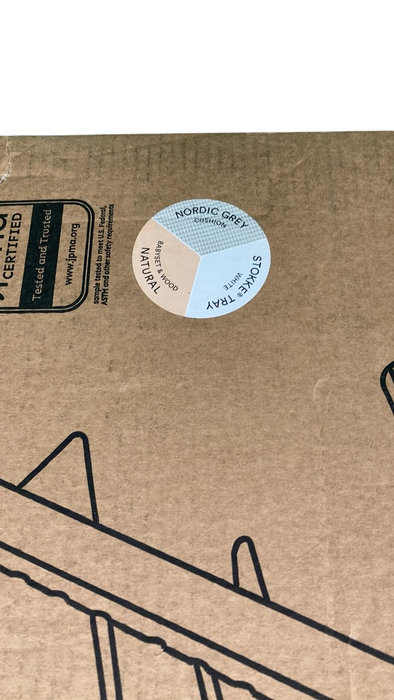 CERTIFIED
Tested and Trusted
www.jpma.org
sample tested to meet U.S. Federal,
ASTM and other safety requirements
NORDIC GREY
CUSHION
STOKKE® TRAY
WHITE
BABYSET & WOOD
NATURAL